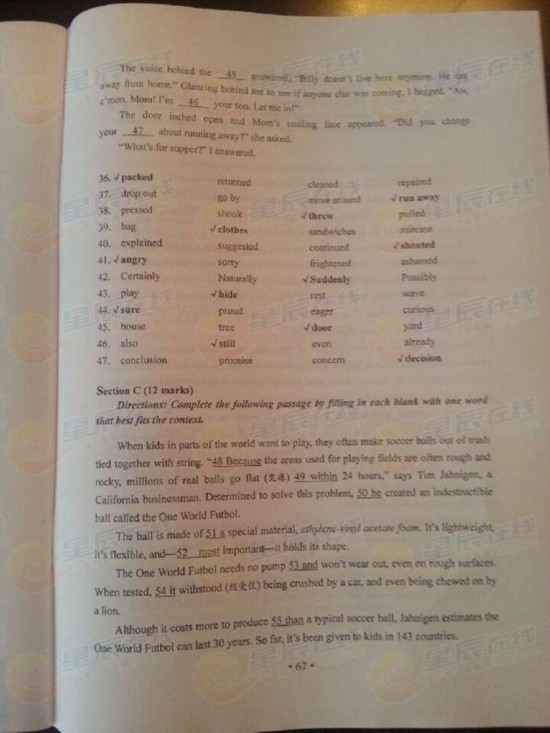 The voice behind the 45 answered, "Billy doesn't live here anymore. He ran
away from home." Glancing behind me to see if anyone else was coming, I begged, "Aw,
c'mon, Mom! I'm 46 your son. Let me in!"
The door inched open and Mom's smiling face appeared. "Did you change
your 47 about running away?" she asked.
"What's for supper?" I answered.
36. √packed returned cleaned repaired
37. drop out go by move around √run away
38. pressed shook √threw pulled
39. bag √clothes sandwiches suitcase
40. explained suggested continued √shouted
41. √angry sorry frightened ashamed
42. Certainly Naturally √Suddenly Possibly
43. play √hide rest wave
44. √sure proud eager curious
45. house tree √door yard
46. also √still even already
47. conclusion promise concern √decision
Section C (12 marks)
Directions: Complete the following passage by filling in each blank with one word
that best fits the context.
When kids in parts of the world want to play, they often make soccer balls out of trash
tied together with string. "48 Because the areas used for playing fields are often rough and
rocky, millions of real balls go flat 49 within 24 hours," says Tim Jahnigen, a
California businessman. Determined to solve this problem, 50 he created an indestructible
ball called the One World Futbol.
The ball is made of 51 a special material, ethylene-vinyl acetate foam. It's lightweight,
it's flexible, and—52 most important—it holds its shape.
The One World Futbol needs no pump 53 and won't wear out, even on rough surfaces.
When tested, 54 it withstood (经受住) being crushed by a car, and even being chewed on by
a lion.
Although it costs more to produce 55 than a typical soccer ball, Jahnigen estimates the
One World Futbol can last 30 years. So far, it's been given to kids in 143 countries.
·67·
星辰在线